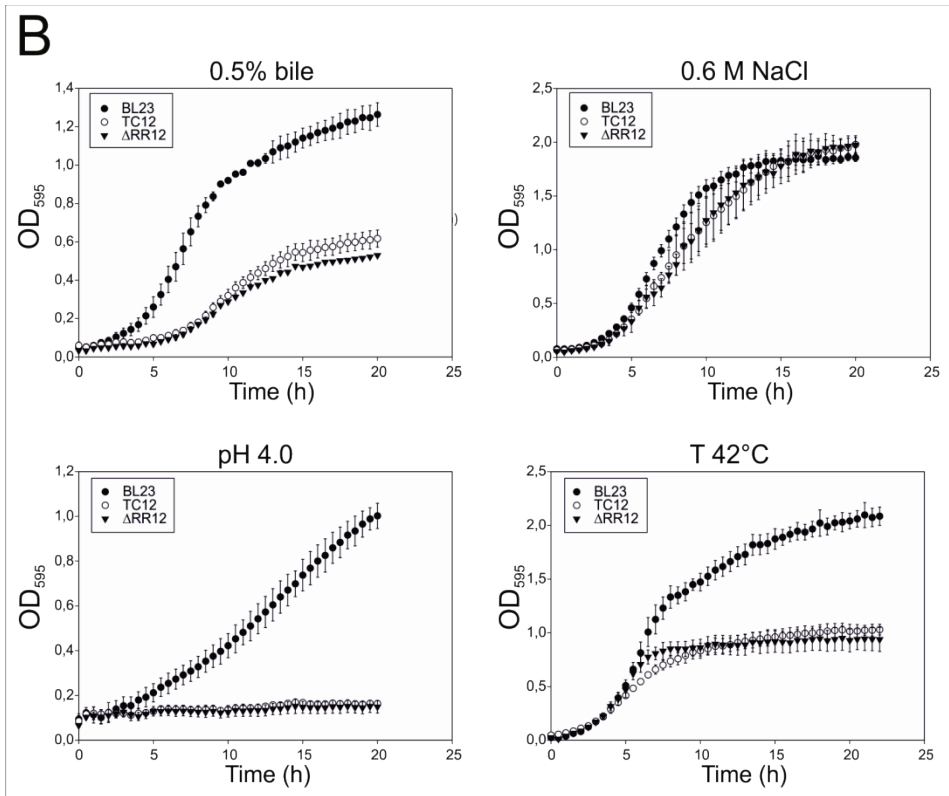 B
0.5% bile
1,4
1,2
1,0
0,8
0,6
0,4
0,2
0,0
OD595
BL23
TC12
ΔRR12
0 5 10 15 20 25
Time (h)
)
0.6 M NaCl
2,5
2,0
1,5
1,0
0,5
0,0
OD595
BL23
TC12
ΔRR12
0 5 10 15 20 25
Time (h)
pH 4.0
1,2
1,0
0,8
0,6
0,4
0,2
0,0
OD595
BL23
TC12
ΔRR12
0 5 10 15 20 25
Time (h)
T 42°C
2,5
2,0
1,5
1,0
0,5
0,0
OD595
BL23
TC12
ΔRR12
0 5 10 15 20 25
Time (h)